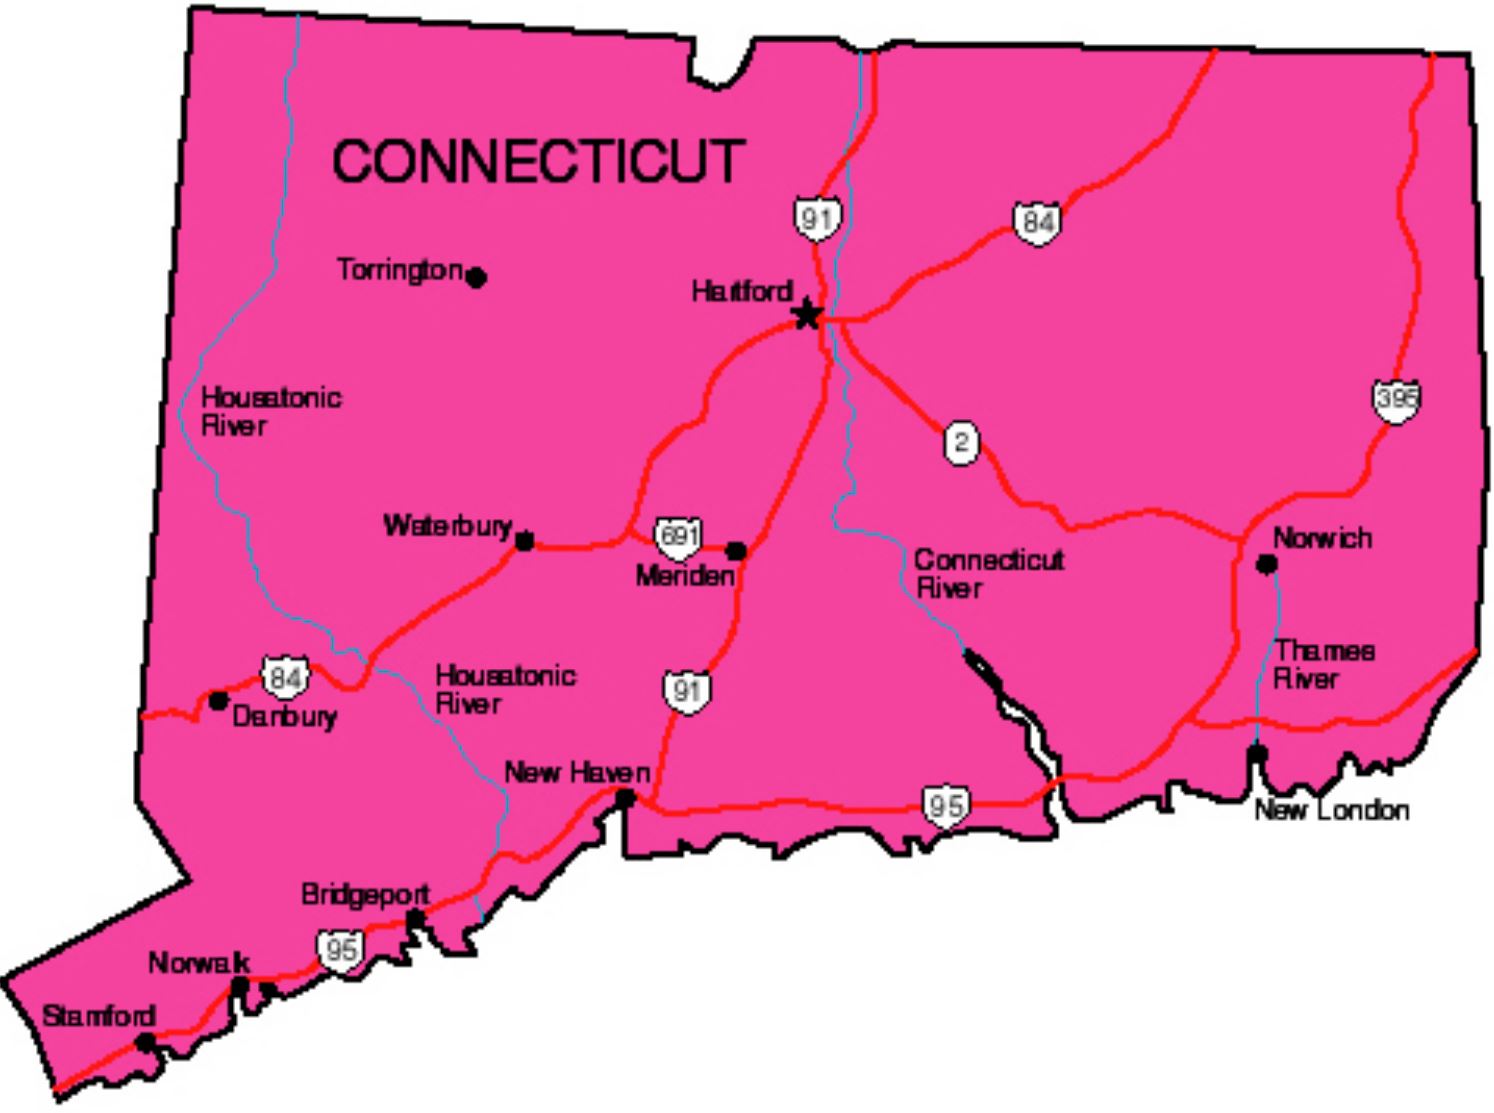 CONNECTICUT
91
84
Torrington
Hartford
Housatonic
River
395
2
Waterbury
691
Meriden
Norwich
Connecticut
River
Thames
River
84
Housatonic
River
91
Danbury
New Haven
95
New London
Bridgeport
95
Norwalk
Stamford